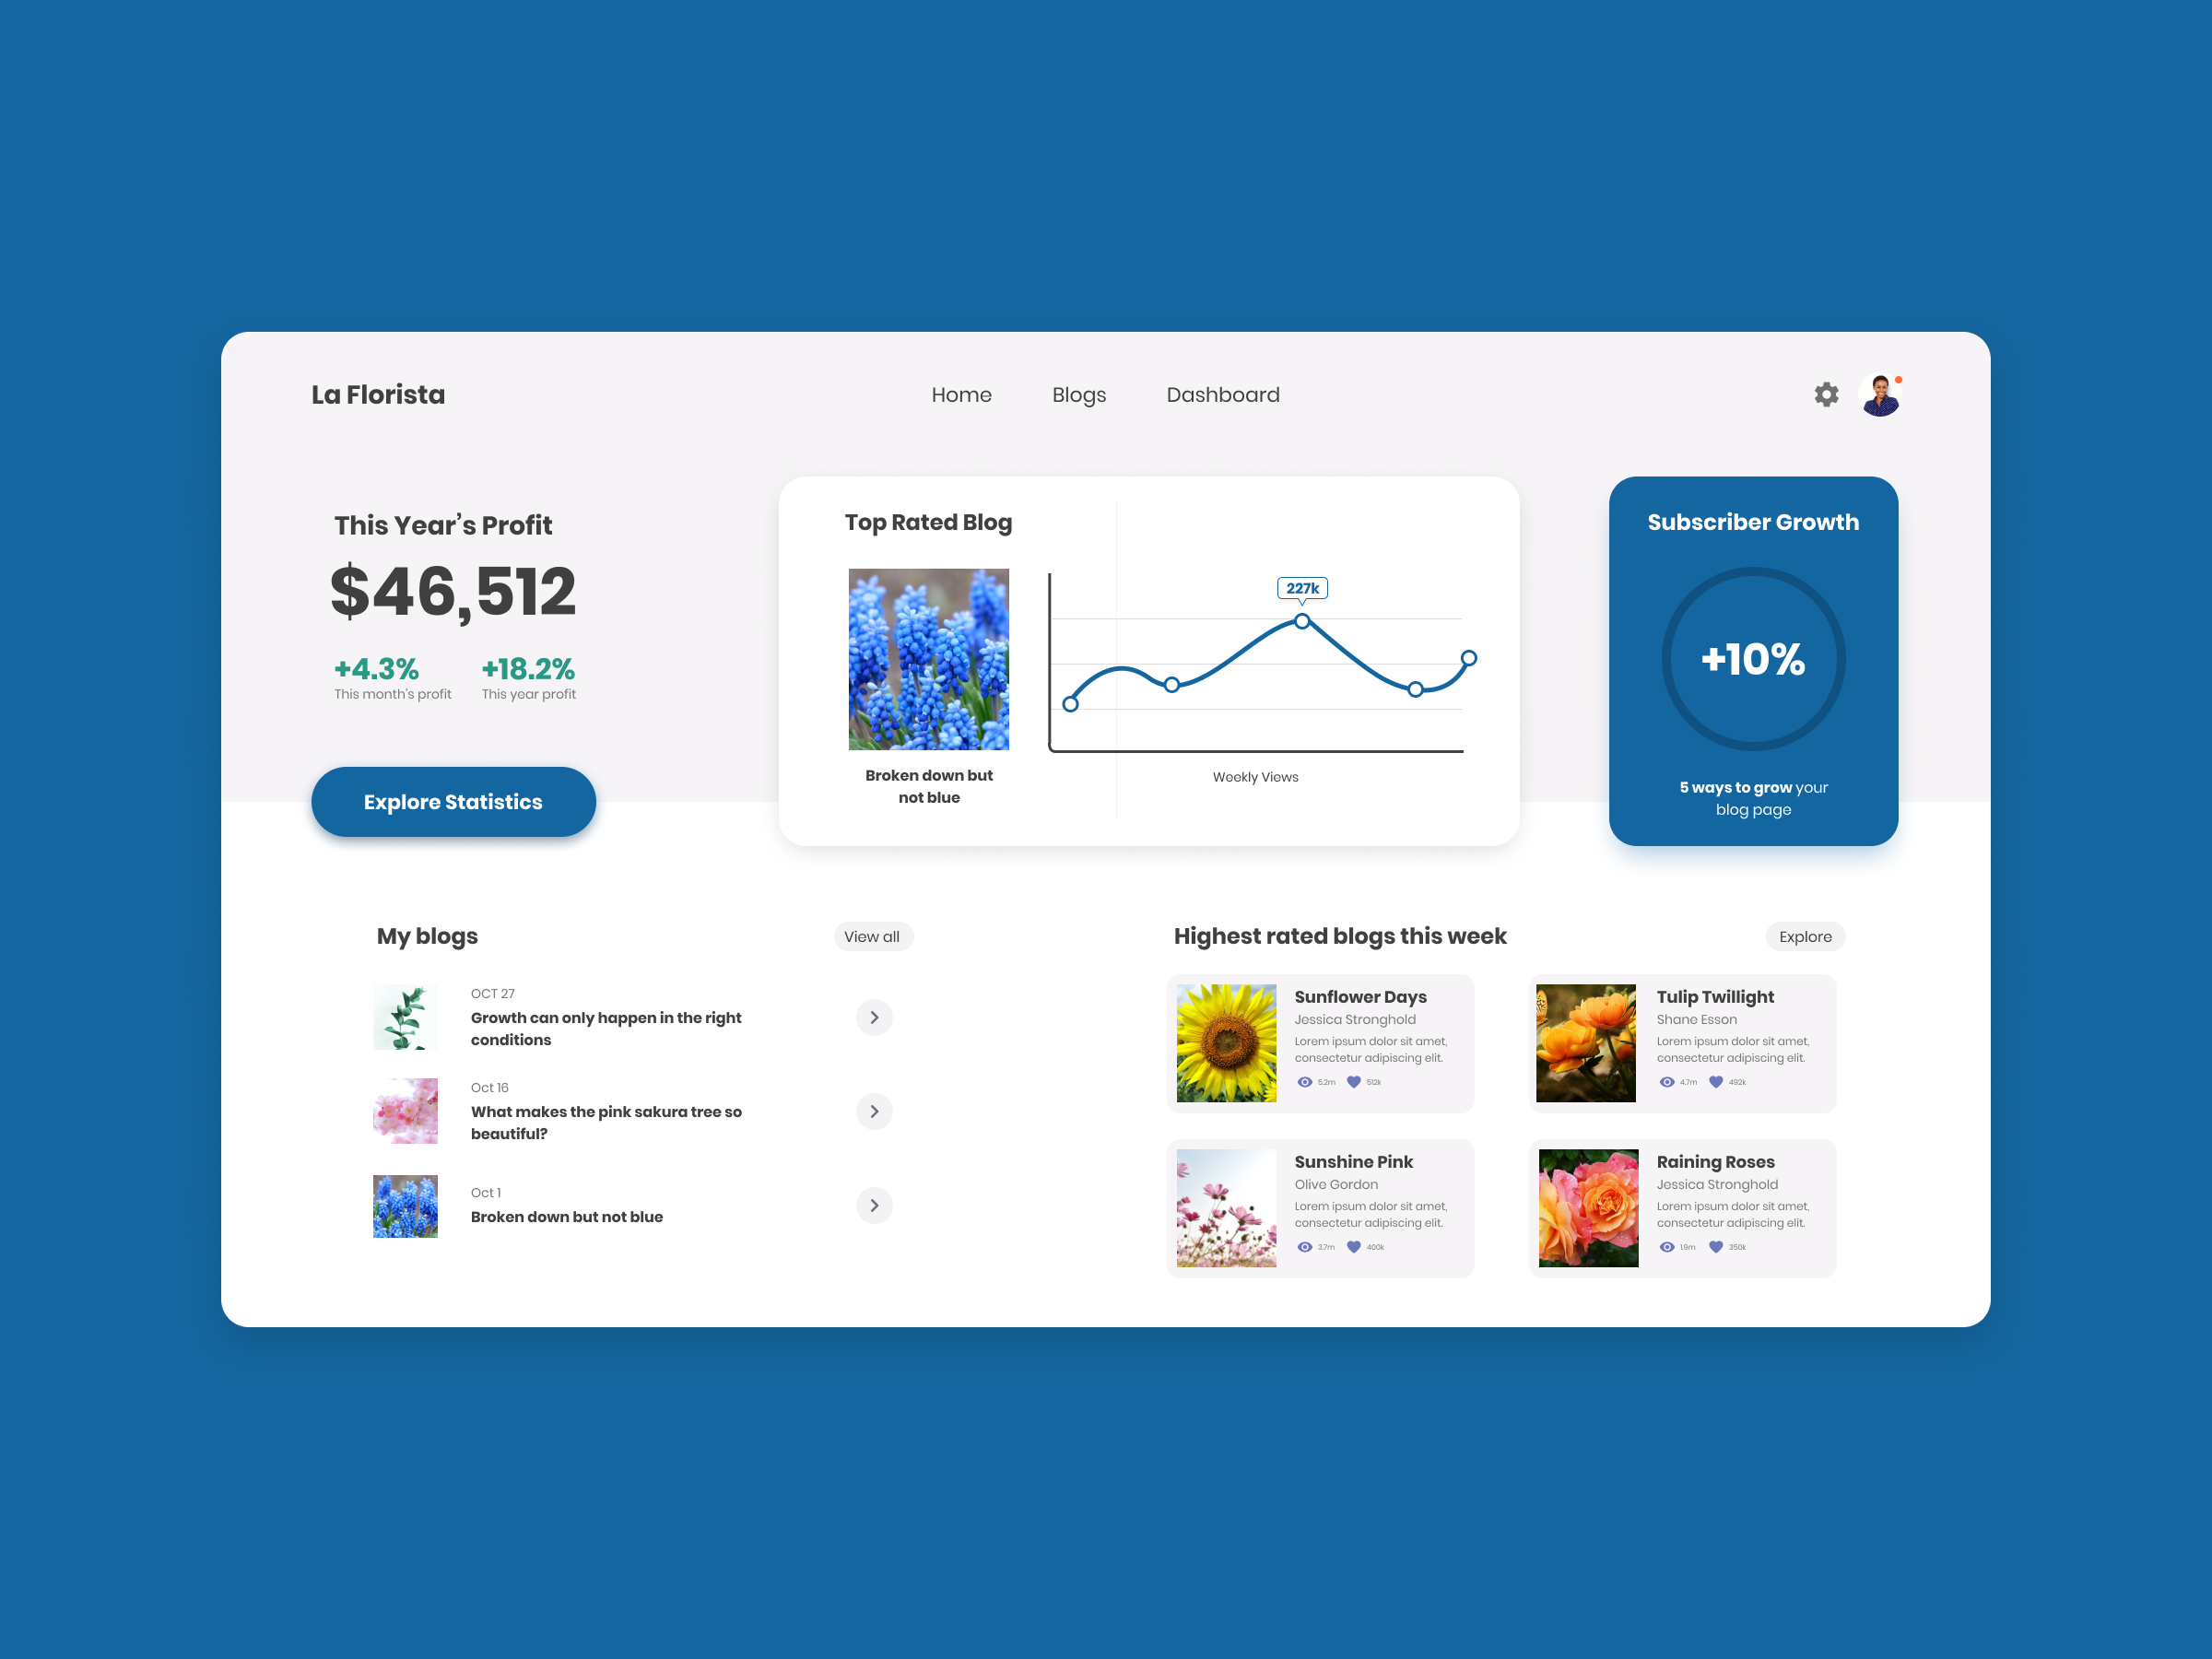 La Florista
Home
Blogs
Dashboard
This Year’s Profit
$46,512
+4.3%
This month's profit
+18.2%
This year profit
Explore Statistics
Top Rated Blog
Broken down but
not blue
227k
Weekly Views
Subscriber Growth
+10%
5 ways to grow your
blog page
My blogs
View all
OCT 27
Growth can only happen in the right
conditions
Oct 16
What makes the pink sakura tree so
beautiful?
Oct 1
Broken down but not blue
Highest rated blogs this week
Explore
Sunflower Days
Jessica Stronghold
Lorem ipsum dolor sit amet,
consectetur adipiscing elit.
5.2m
512k
Tulip Twillight
Shane Esson
Lorem ipsum dolor sit amet,
consectetur adipiscing elit.
4.7m
492k
Sunshine Pink
Olive Gordon
Lorem ipsum dolor sit amet,
consectetur adipiscing elit.
3.7m
400k
Raining Roses
Jessica Stronghold
Lorem ipsum dolor sit amet,
consectetur adipiscing elit.
1.9m
350k